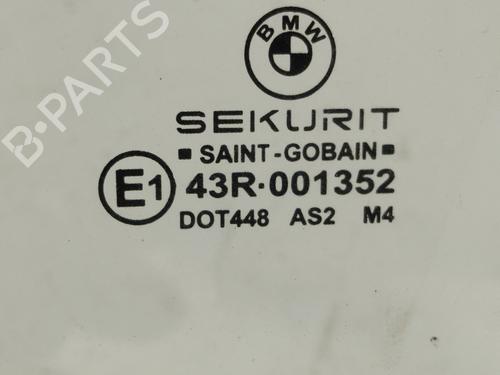 B-PARTS
BMW
SEKURIT
▪ SAINT-GOBAIN ▪
E1 43R·001352
DOT448 AS2 M4